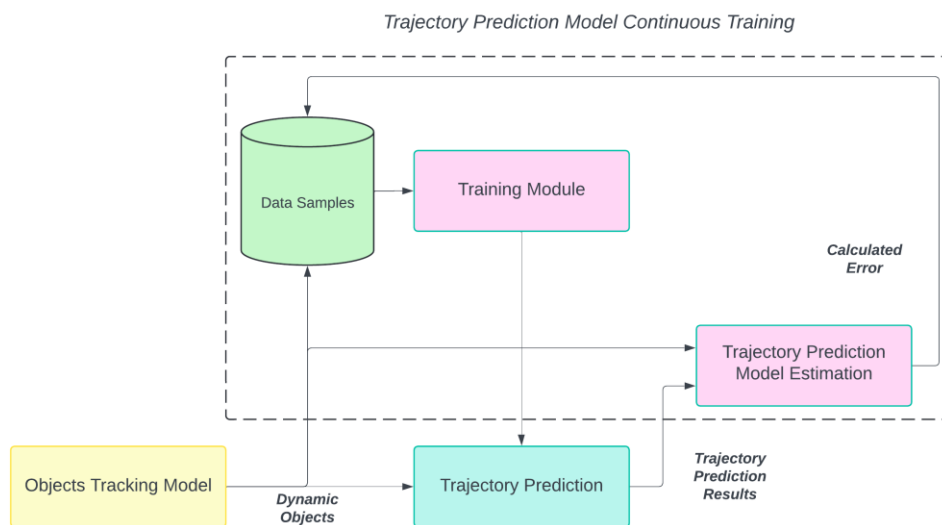 Trajectory Prediction Model Continuous Training
Data Samples
Training Module
Calculated
Error
Trajectory Prediction
Model Estimation
Objects Tracking Model
Dynamic
Objects
Trajectory Prediction
Trajectory
Prediction
Results